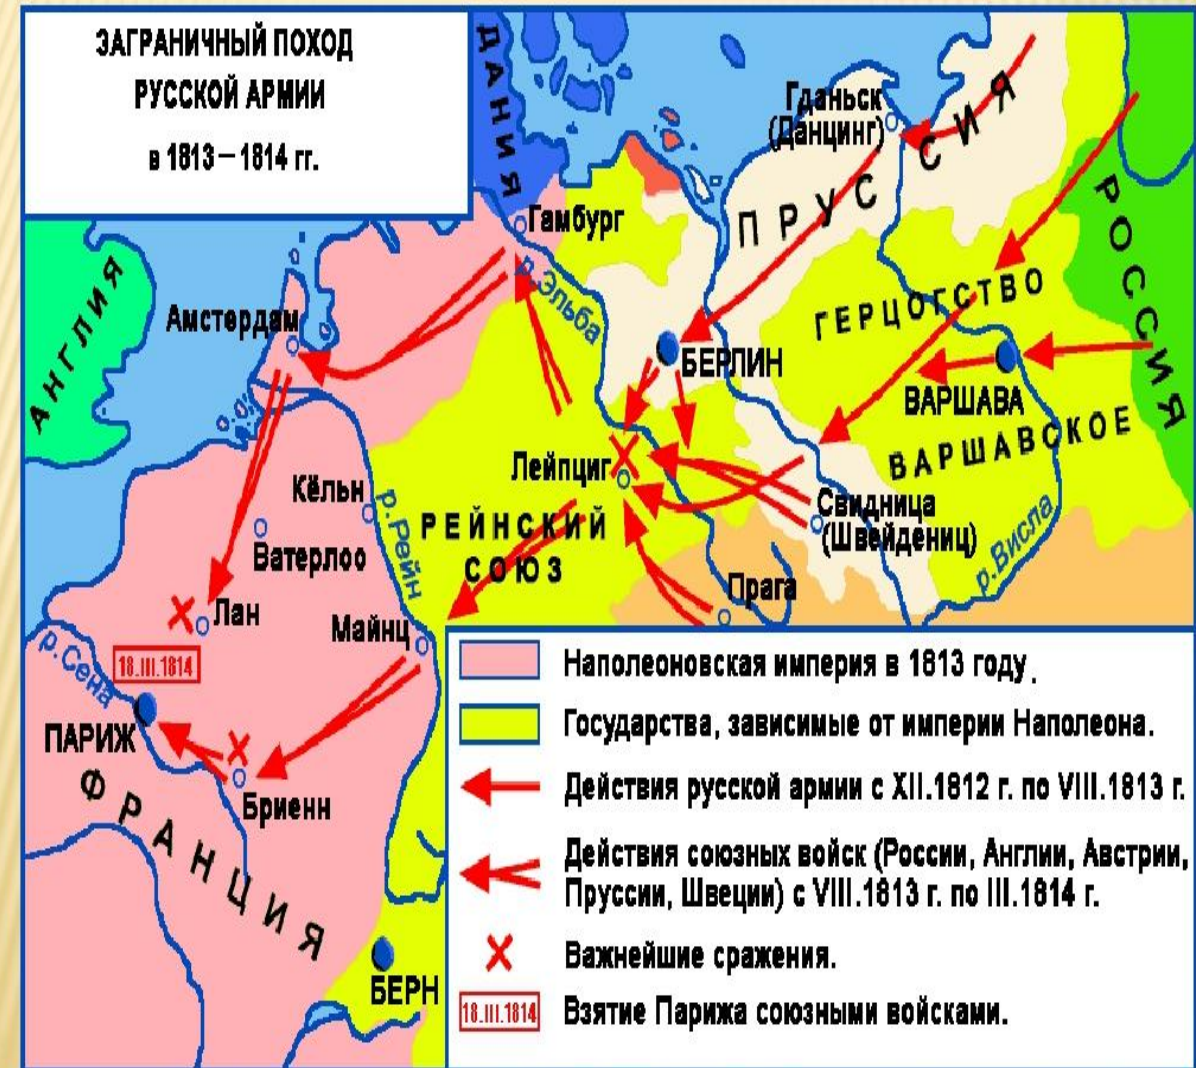 ЗАГРАНИЧНЫЙ ПОХОД
РУССКОЙ АРМИИ
в 1813–1814 гг.
ДАНИЯ
Гданьск
(Данцинг)
ПРУССИЯ
РОССИЯ
Гамбург
р.Эльба
АНГЛИЯ
Амстердам
ГЕРЦОГСТВО
БЕРЛИН
ВАРШАВА
ВАРШАВСКОЕ
Лейпциг
Кёльн
р.Рейн
РЕЙНСКИЙ
СОЮЗ
Свидница
(Швейдениц)
р.Висла
Ватерлоо
Прага
Лан
Майнц
р.Сена
18.III.1814
ПАРИЖ
Бриенн
ФРАНЦИЯ
БЕРН
Наполеоновская империя в 1813 году.
Государства, зависимые от империи Наполеона.
Действия русской армии с XII.1812 г. по VIII.1813 г.
Действия союзных войск (России, Англии, Австрии,
Пруссии, Швеции) с VIII.1813 г. по III.1814 г.
Важнейшие сражения.
18.III.1814 Взятие Парижа союзными войсками.